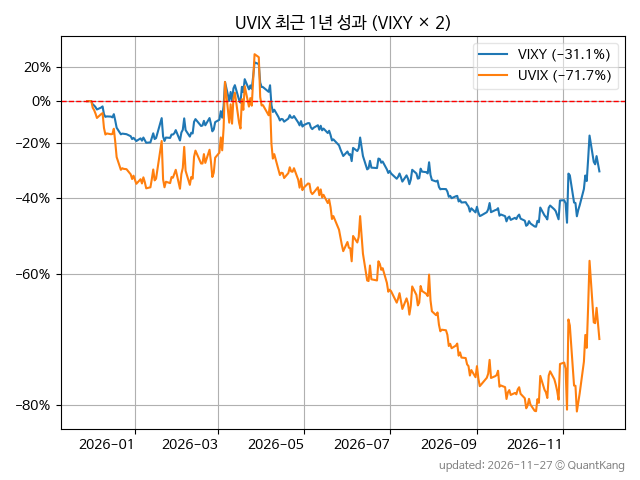 UVIX 최근 1년 성과 (VIXY × 2)
VIXY (−31.1%)
UVIX (−71.7%)
20%
0%
−20%
−40%
−60%
−80%
2026−01 2026−03 2026−05 2026−07 2026−09 2026−11
updated: 2026−11−27 ⓒ QuantKang